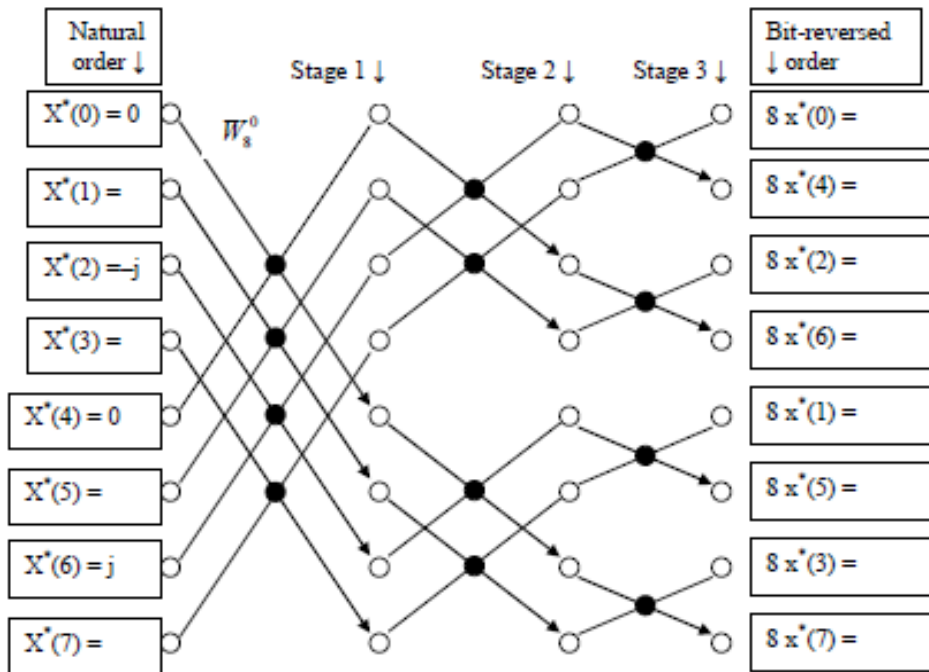 Natural
order ↓
Stage 1 ↓
Stage 2 ↓
Stage 3 ↓
Bit-reversed
↓ order
X*(0) = 0
W̅₈⁰
8 x*(0) =
X*(1) =
8 x*(4) =
X*(2) =–j
8 x*(2) =
X*(3) =
8 x*(6) =
X*(4) = 0
8 x*(1) =
X*(5) =
8 x*(5) =
X*(6) = j
8 x*(3) =
X*(7) =
8 x*(7) =